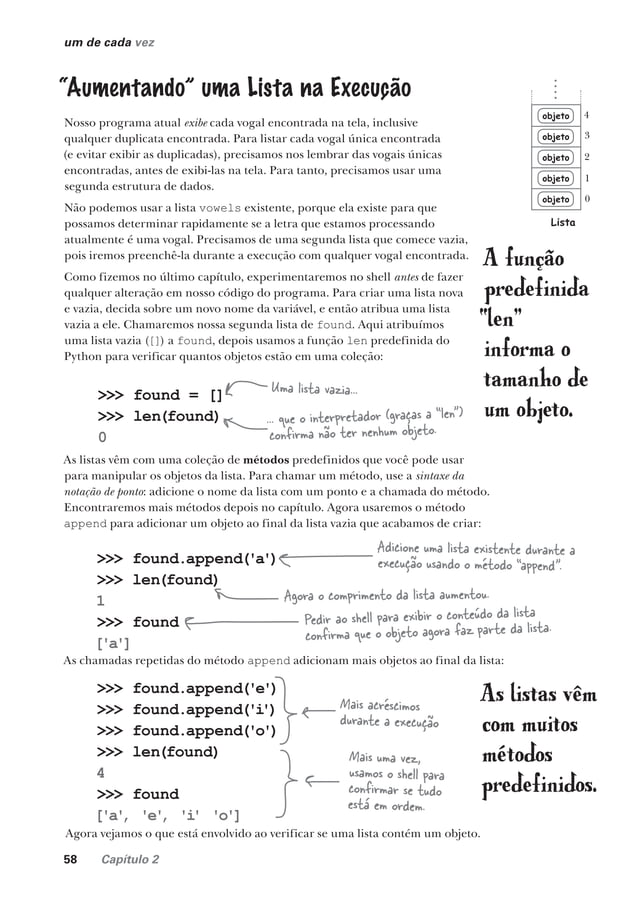 um de cada vez
“Aumentando” uma Lista na Execução
Nosso programa atual exibe cada vogal encontrada na tela, inclusive
qualquer duplicata encontrada. Para listar cada vogal única encontrada
(e evitar exibir as duplicadas), precisamos nos lembrar das vogais únicas
encontradas, antes de exibi-las na tela. Para tanto, precisamos usar uma
segunda estrutura de dados.
objeto 4
objeto 3
objeto 2
objeto 1
objeto 0
Lista
Não podemos usar a lista vowels existente, porque ela existe para que
possamos determinar rapidamente se a letra que estamos processando
atualmente é uma vogal. Precisamos de uma segunda lista que comece vazia,
pois iremos preenchê-la durante a execução com qualquer vogal encontrada.
Como fizemos no último capítulo, experimentaremos no shell antes de fazer
qualquer alteração em nosso código do programa. Para criar uma lista nova
e vazia, decida sobre um novo nome da variável, e então atribua uma lista
vazia a ele. Chamaremos nossa segunda lista de found. Aqui atribuímos
uma lista vazia ([]) a found, depois usamos a função len predefinida do
Python para verificar quantos objetos estão em uma coleção:
A função
predefinida
“len”
informa o
tamanho de
um objeto.
>>> found = []
Uma lista vazia...
>>> len(found)
... que o interpretador (graças a “len”)
confirma não ter nenhum objeto.
0
As listas vêm com uma coleção de métodos predefinidos que você pode usar
para manipular os objetos da lista. Para chamar um método, use a sintaxe da
notação de ponto: adicione o nome da lista com um ponto e a chamada do método.
Encontraremos mais métodos depois no capítulo. Agora usaremos o método
append para adicionar um objeto ao final da lista vazia que acabamos de criar:
>>> found.append('a')
Adicione uma lista existente durante a
execução usando o método “append”.
>>> len(found)
Agora o comprimento da lista aumentou.
1
>>> found
Pedir ao shell para exibir o conteúdo da lista
confirma que o objeto agora faz parte da lista.
['a']
As chamadas repetidas do método append adicionam mais objetos ao final da lista:
>>> found.append('e')
>>> found.append('i')
>>> found.append('o')
Mais acréscimos
durante a execução
>>> len(found)
4
>>> found
['a', 'e', 'i' 'o']
Mais uma vez,
usamos o shell para
confirmar se tudo
está em ordem.
As listas vêm
com muitos
métodos
predefinidos.
Agora vejamos o que está envolvido ao verificar se uma lista contém um objeto.
58 Capítulo 2